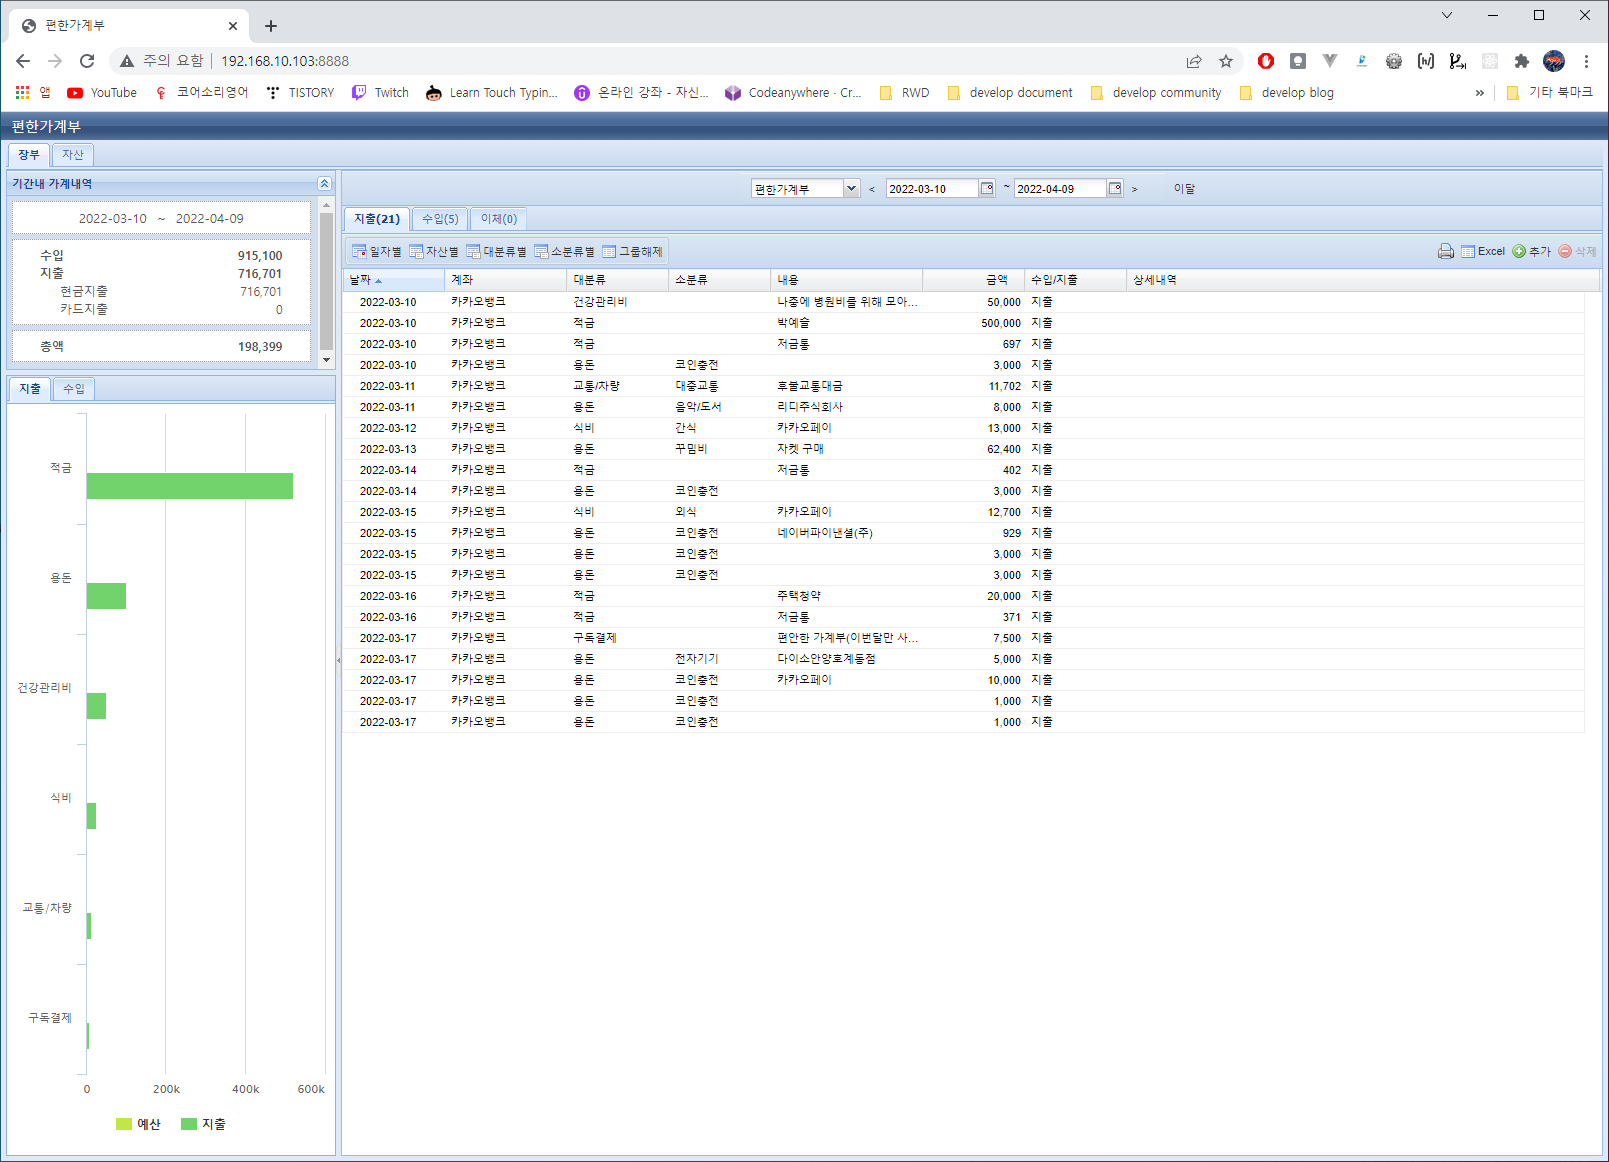 편한가계부
주의 요함 192.168.10.103:8888
앱 YouTube 코어소리영어 TISTORY Twitch Learn Touch Typin... 온라인 강좌 - 자신... Codeanywhere · Cr... RWD develop document develop community develop blog » 기타 북마크
편한가계부
장부 자산
기간내 가계내역
2022-03-10 ~ 2022-04-09
수입 915,100
지출 716,701
현금지출 716,701
카드지출 0
총액 198,399
지출 수입
적금
용돈
건강관리비
식비
교통/차량
구독결제
0 200k 400k 600k
예산 지출
편한가계부 < 2022-03-10 ~ 2022-04-09 > 이달
지출(21) 수입(5) 이체(0)
일자별 자산별 대분류별 소분류별 그룹해제 Excel 추가 삭제
날짜 계좌 대분류 소분류 내용 금액 수입/지출 상세내역
2022-03-10 카카오뱅크 건강관리비 나중에 병원비를 위해 모아... 50,000 지출
2022-03-10 카카오뱅크 적금 박예슬 500,000 지출
2022-03-10 카카오뱅크 적금 저금통 697 지출
2022-03-10 카카오뱅크 용돈 코인충전 3,000 지출
2022-03-11 카카오뱅크 교통/차량 대중교통 후불교통대금 11,702 지출
2022-03-11 카카오뱅크 용돈 음악/도서 리디주식회사 8,000 지출
2022-03-12 카카오뱅크 식비 간식 카카오페이 13,000 지출
2022-03-13 카카오뱅크 용돈 꾸밈비 자켓 구매 62,400 지출
2022-03-14 카카오뱅크 적금 저금통 402 지출
2022-03-14 카카오뱅크 용돈 코인충전 3,000 지출
2022-03-15 카카오뱅크 식비 외식 카카오페이 12,700 지출
2022-03-15 카카오뱅크 용돈 코인충전 네이버파이낸셜(주) 929 지출
2022-03-15 카카오뱅크 용돈 코인충전 3,000 지출
2022-03-15 카카오뱅크 용돈 코인충전 3,000 지출
2022-03-16 카카오뱅크 적금 주택청약 20,000 지출
2022-03-16 카카오뱅크 적금 저금통 371 지출
2022-03-17 카카오뱅크 구독결제 편안한 가계부(이번달만 사... 7,500 지출
2022-03-17 카카오뱅크 용돈 전자기기 다이소안양호계동점 5,000 지출
2022-03-17 카카오뱅크 용돈 코인충전 카카오페이 10,000 지출
2022-03-17 카카오뱅크 용돈 코인충전 1,000 지출
2022-03-17 카카오뱅크 용돈 코인충전 1,000 지출